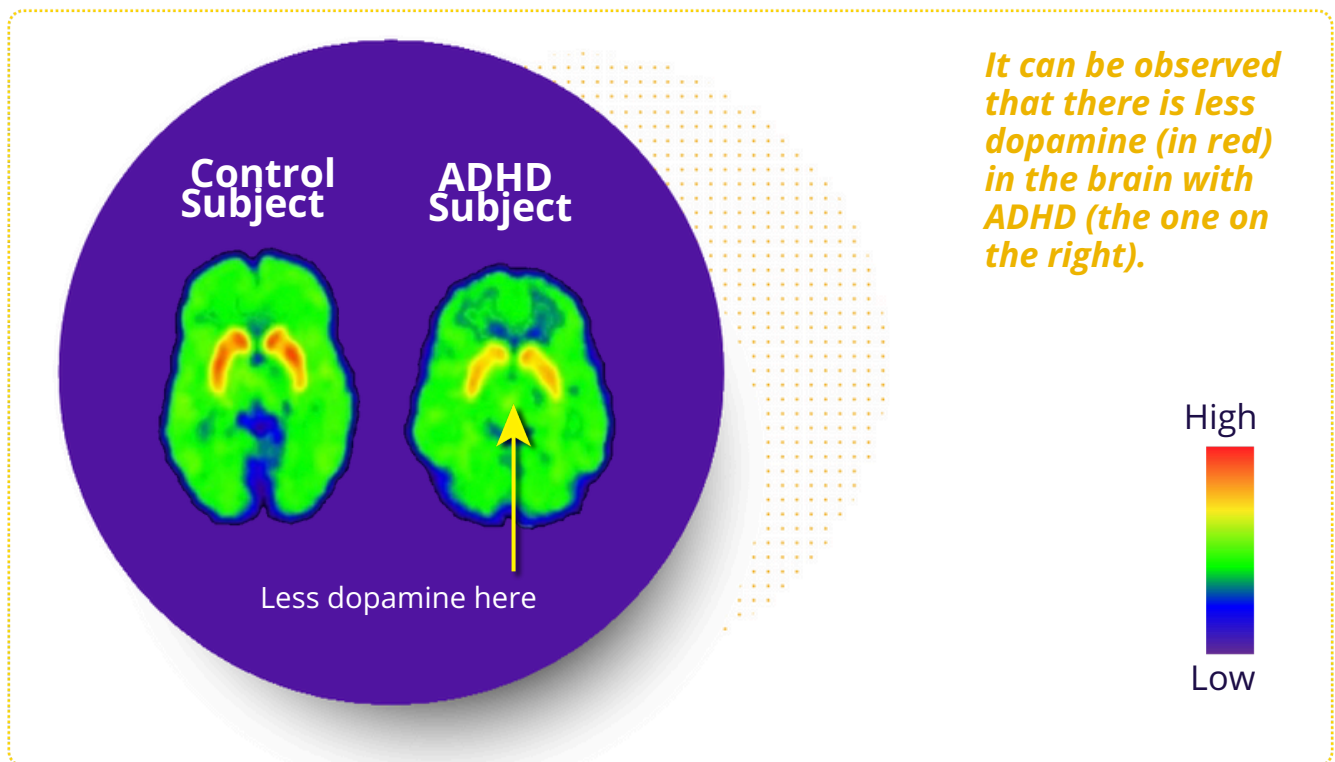 Control
Subject
ADHD
Subject
Less dopamine here
It can be observed
that there is less
dopamine (in red)
in the brain with
ADHD (the one on
the right).
High
Low